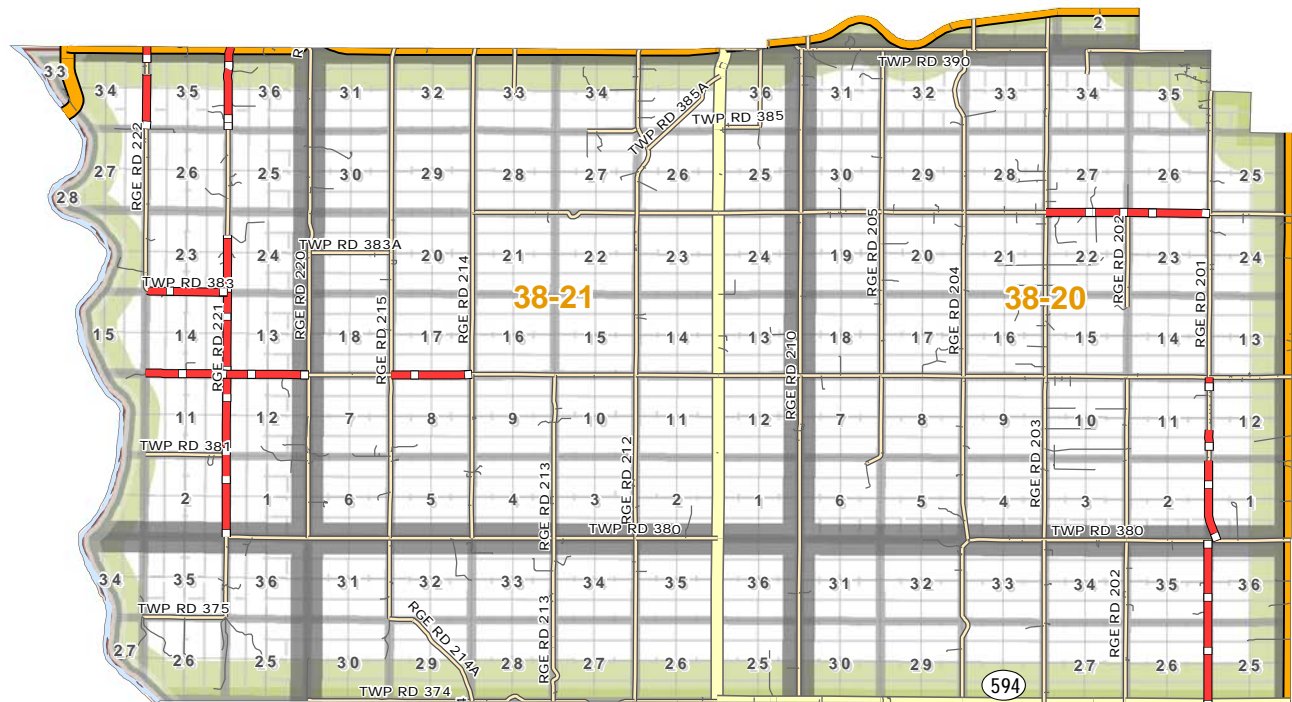 2
R
33
34 35 36 31 32 33 34 36 31 32 33 34 35
TWP RD 390
TWP RD 385A
TWP RD 385
RGE RD 222
27 26 25 30 29 28 27 26 25 30 29 28 27 26 25
28
23 24 20 21 22 23 24 19 20 21 22 23 24
TWP RD 383A
RGE RD 220
RGE RD 214
RGE RD 205
RGE RD 204
RGE RD 202
RGE RD 201
TWP RD 383
38-21
38-20
15 14 13 18 17 16 15 14 13 18 17 16 15 14 13
RGE RD 221
RGE RD 215
RGE RD 210
11 12 7 8 9 10 11 12 7 8 9 10 11 12
TWP RD 381
RGE RD 213
RGE RD 212
RGE RD 203
2 1 6 5 4 3 2 1 6 5 4 3 2 1
TWP RD 380
TWP RD 380
34 35 36 31 32 33 34 35 36 31 32 33 34 35 36
TWP RD 375
RGE RD 214A
RGE RD 213
RGE RD 202
27 26 25 30 29 28 27 26 25 30 29 27 26 25
TWP RD 374
594